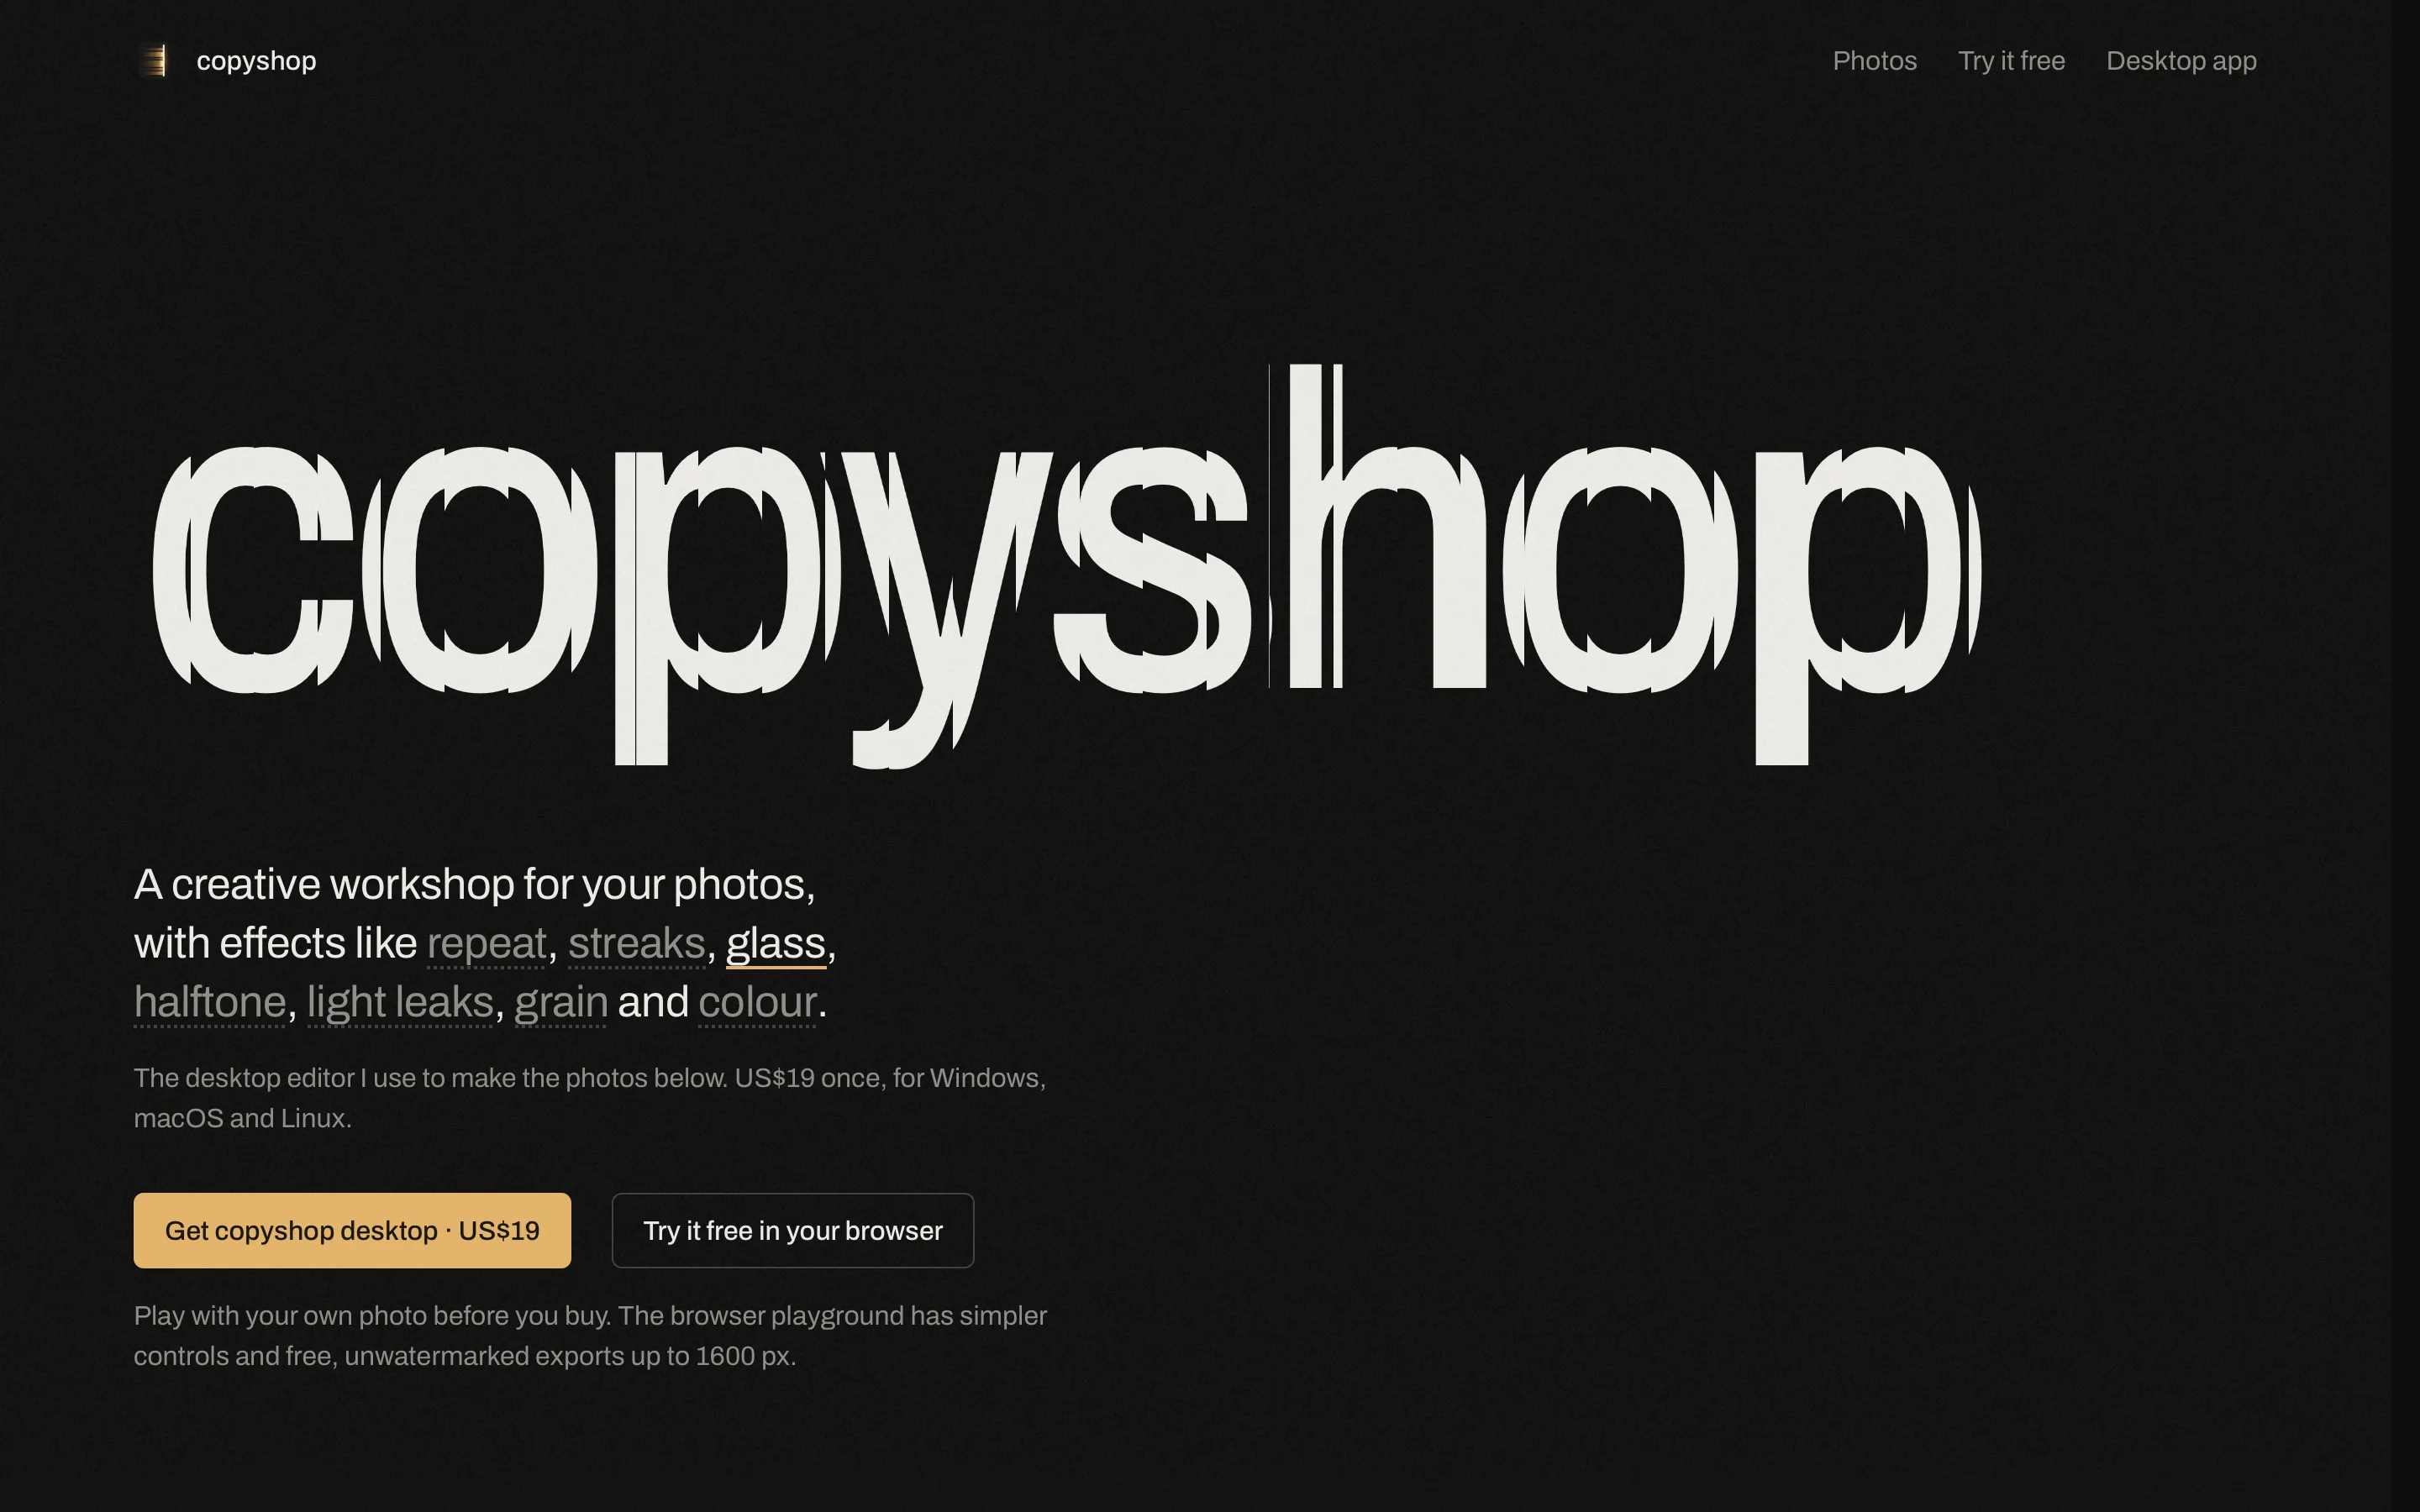 copyshop
Photos
Try it free
Desktop app
copyshop
A creative workshop for your photos,
with effects like repeat, streaks, glass,
halftone, light leaks, grain and colour.
The desktop editor I use to make the photos below. US$19 once, for Windows,
macOS and Linux.
Get copyshop desktop · US$19
Try it free in your browser
Play with your own photo before you buy. The browser playground has simpler
controls and free, unwatermarked exports up to 1600 px.